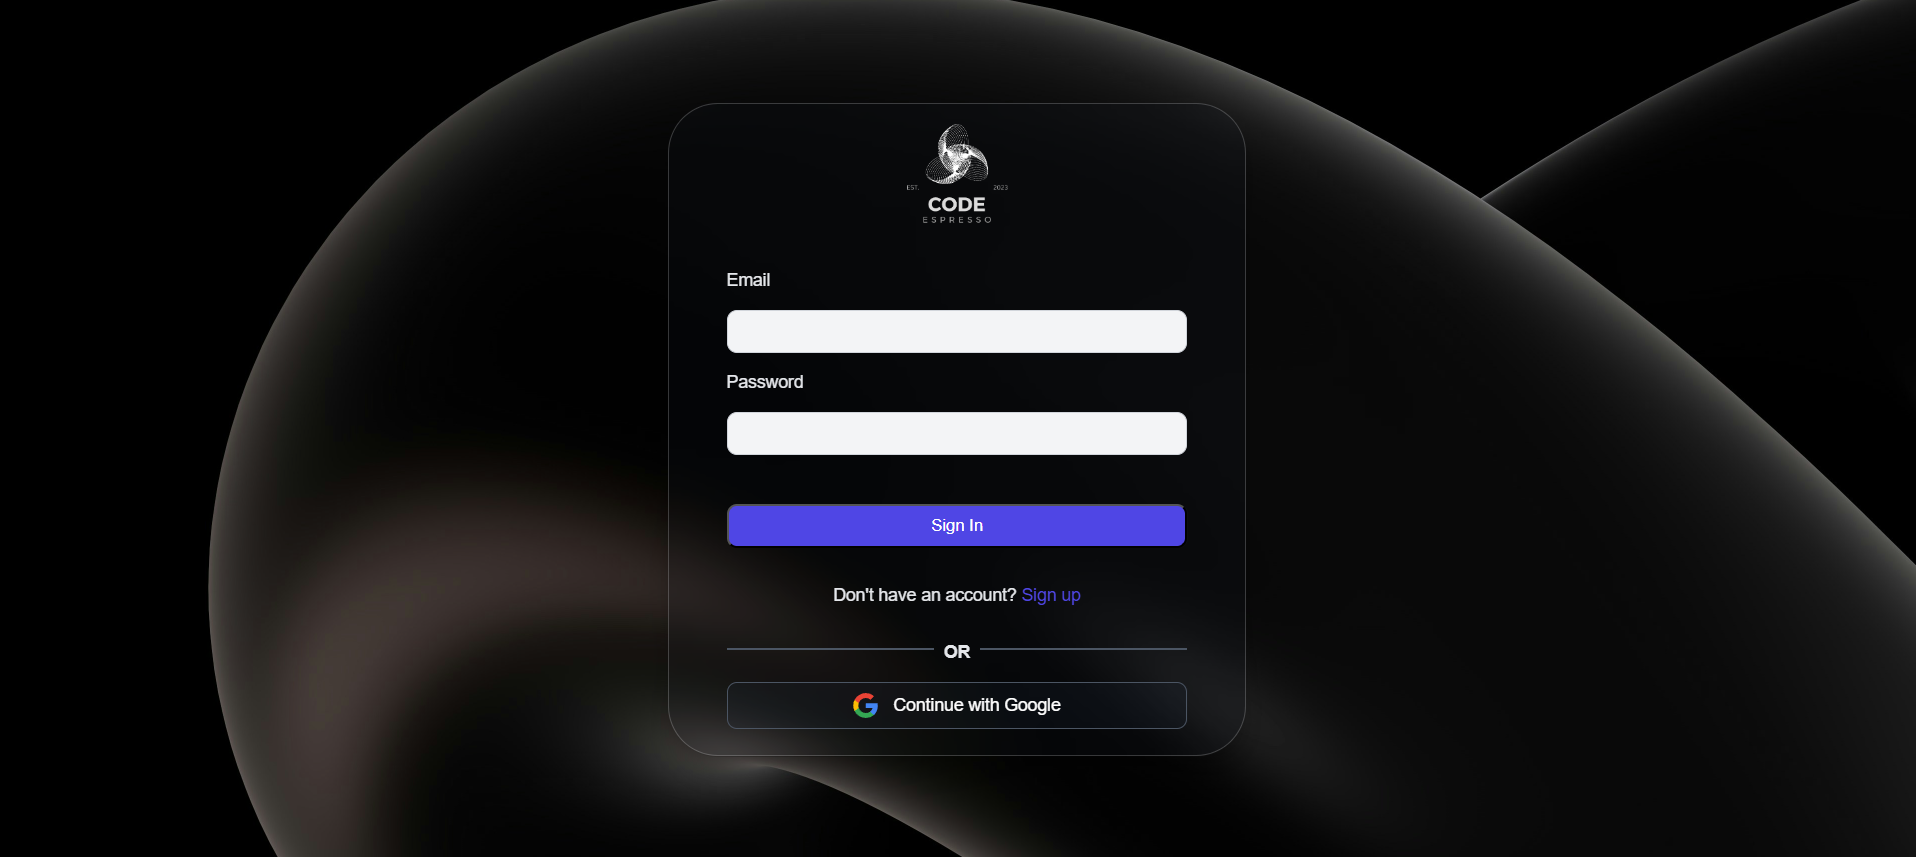 EST. 2023
CODE
ESPRESSO
Email
Password
Sign In
Don't have an account? Sign up
OR
Continue with Google